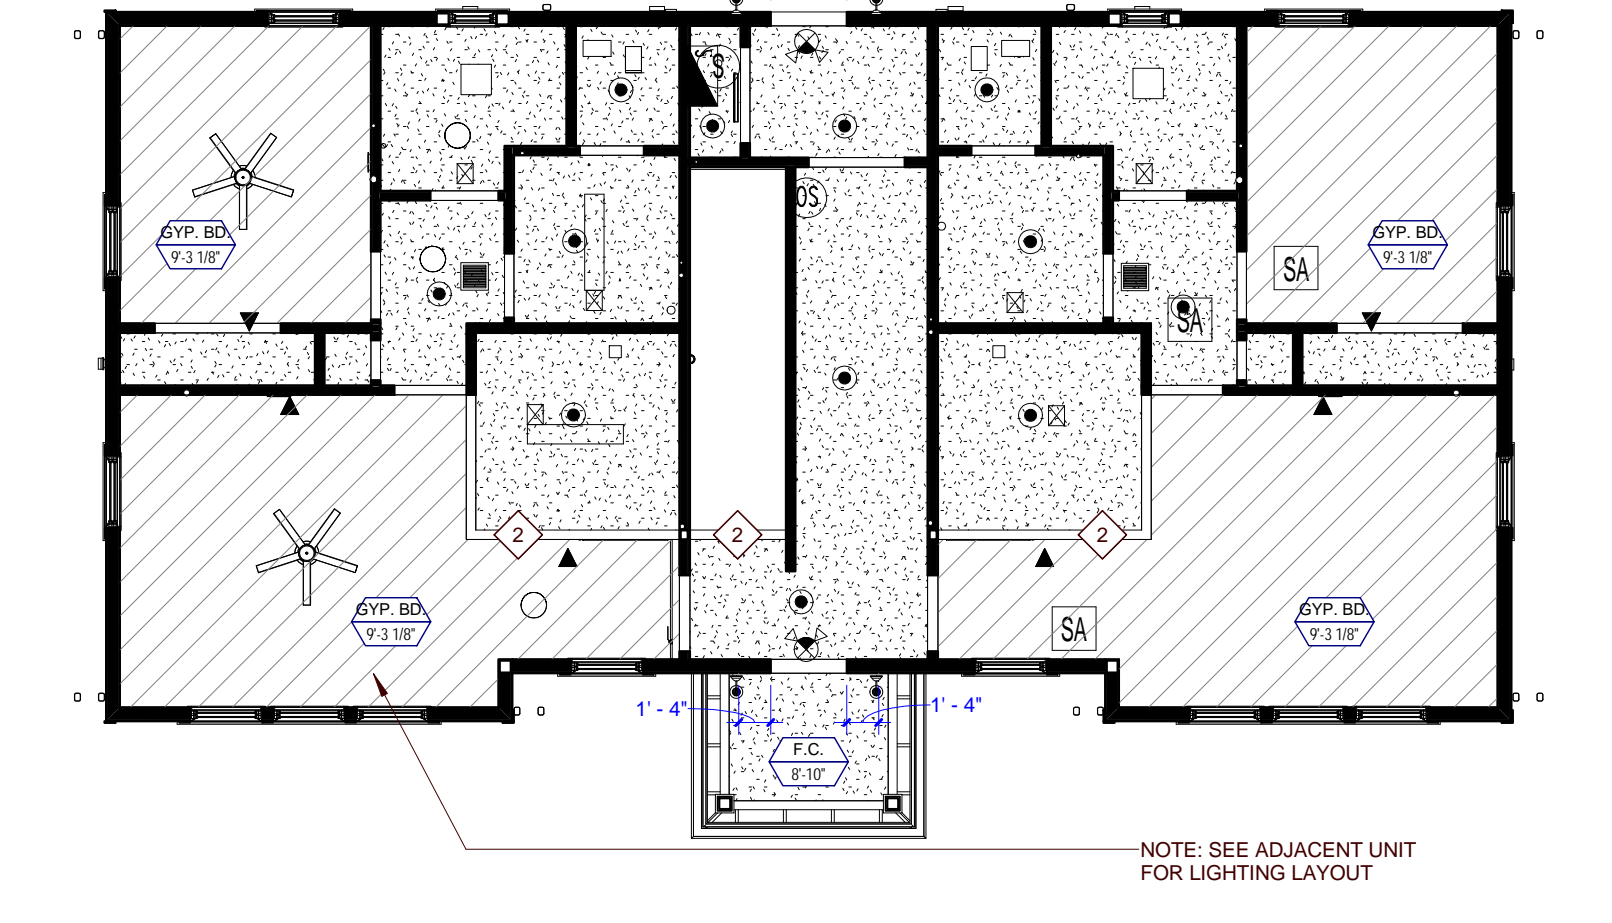 S
OS
GYP. BD.
9'-3 1/8"
GYP. BD.
9'-3 1/8"
SA
SA
2
2
2
GYP. BD.
9'-3 1/8"
SA
GYP. BD.
9'-3 1/8"
1' - 4"
1' - 4"
F.C.
8'-10"
NOTE: SEE ADJACENT UNIT
FOR LIGHTING LAYOUT